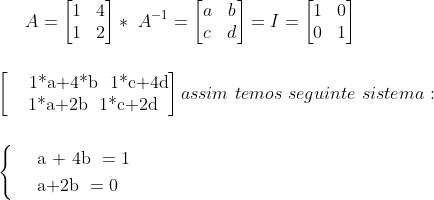 A = [1 4 1 2] * A^{-1} = [a b c d] = I = [1 0 0 1]
[1*a+4*b 1*c+4d
1*a+2b 1*c+2d] assim temos seguinte sistema :
{ a + 4b = 1
a+2b = 0